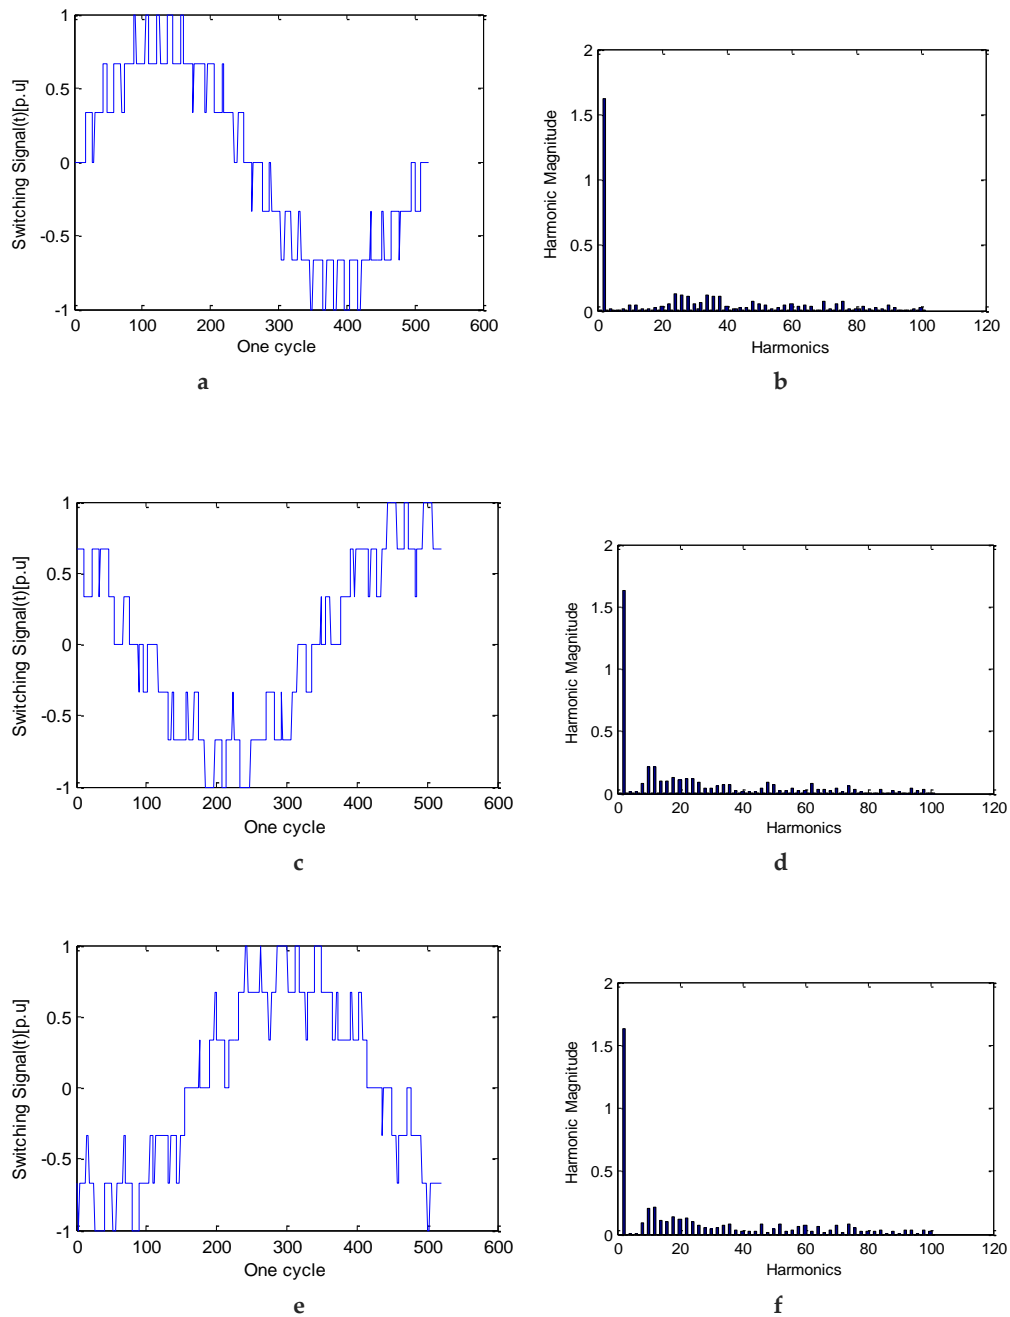 1
0.5
0
-0.5
-1
0 100 200 300 400 500 600
Switching Signal(t)[p.u]
One cycle
a
2
1.5
1
0.5
0
0 20 40 60 80 100 120
Harmonic Magnitude
Harmonics
b
1
0.5
0
-0.5
-1
0 100 200 300 400 500 600
Switching Signal(t)[p.u]
One cycle
c
2
1.5
1
0.5
0
0 20 40 60 80 100 120
Harmonic Magnitude
Harmonics
d
1
0.5
0
-0.5
-1
0 100 200 300 400 500 600
Switching Signal(t)[p.u]
One cycle
e
2
1.5
1
0.5
0
0 20 40 60 80 100 120
Harmonic Magnitude
Harmonics
f